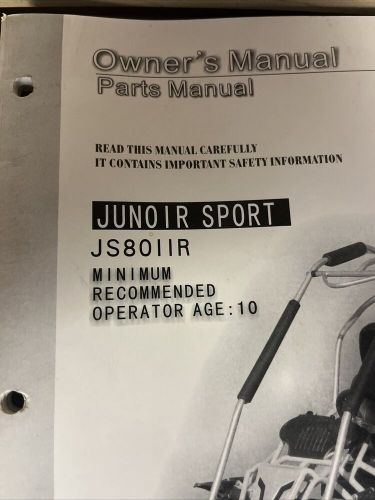 Owner's Manual
Parts Manual
READ THIS MANUAL CAREFULLY
IT CONTAINS IMPORTANT SAFETY INFORMATION
JUNOIR SPORT
JS80IIR
MINIMUM
RECOMMENDED
OPERATOR AGE:10